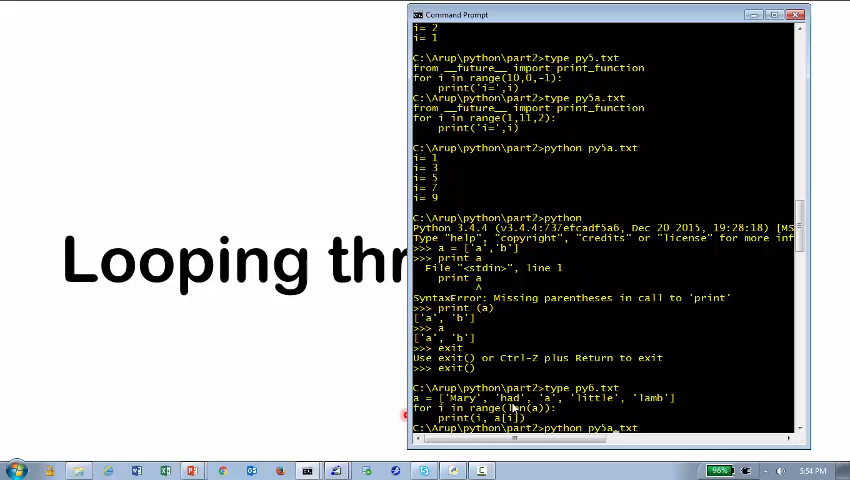 Command Prompt
i= 2
i= 1
C:\Arup\python\part2>type py5.txt
from __future__ import print_function
for i in range(10,0,-1):
    print('i=',i)
C:\Arup\python\part2>type py5a.txt
from __future__ import print_function
for i in range(1,11,2):
    print('i=',i)
C:\Arup\python\part2>python py5a.txt
i= 1
i= 3
i= 5
i= 7
i= 9
C:\Arup\python\part2>python
Python 3.4.4 (v3.4.4:737efcadf5a6, Dec 20 2015, 19:28:18) [MS
Type "help", "copyright", "credits" or "license" for more inf
>>> a = ['a','b']
>>> print a
  File "<stdin>", line 1
    print a
          ^
SyntaxError: Missing parentheses in call to 'print'
>>> print (a)
['a', 'b']
>>> a
['a', 'b']
>>> exit
Use exit() or Ctrl-Z plus Return to exit
>>> exit()
C:\Arup\python\part2>type py6.txt
a = ['Mary', 'had', 'a', 'little', 'lamb']
for i in range(len(a)):
    print(i, a[i])
C:\Arup\python\part2>python py5a.txt
Looping thr
96%
5:54 PM